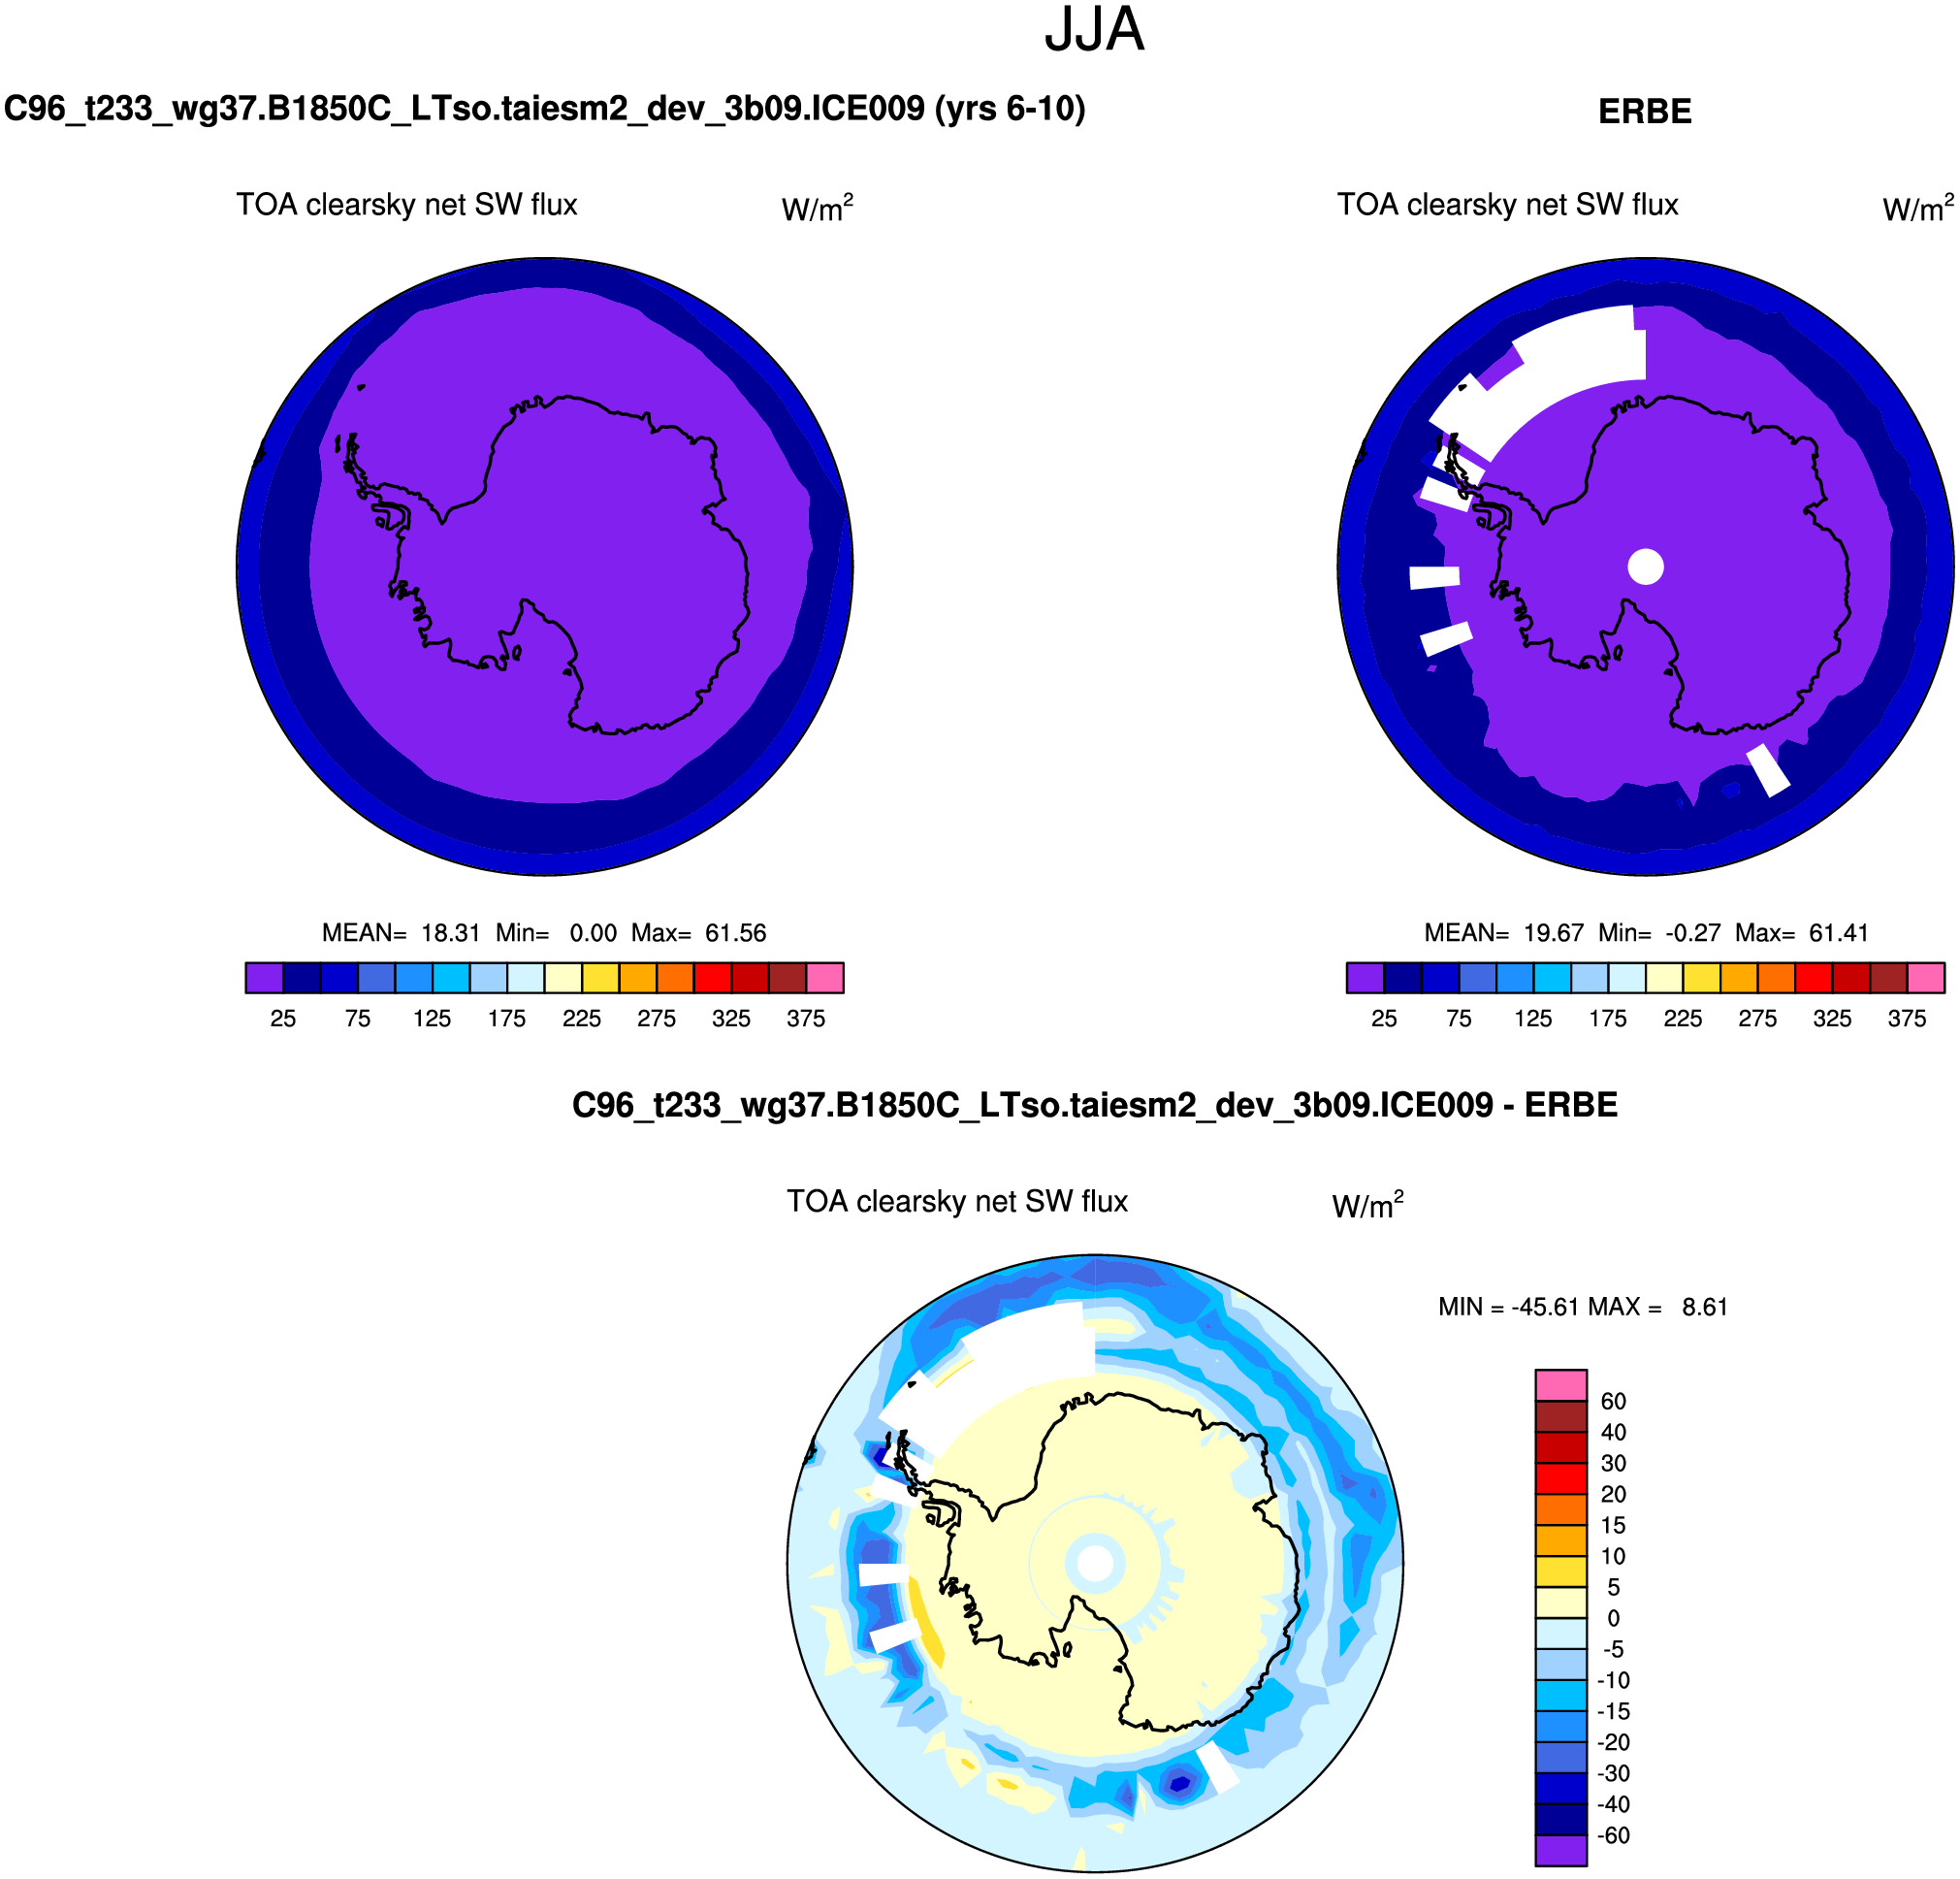 JJA
C96_t233_wg37.B1850C_LTso.taiesm2_dev_3b09.ICE009 (yrs 6-10)
ERBE
TOA clearsky net SW flux W/m2
TOA clearsky net SW flux W/m2
MEAN= 18.31 Min= 0.00 Max= 61.56
MEAN= 19.67 Min= -0.27 Max= 61.41
25 75 125 175 225 275 325 375
25 75 125 175 225 275 325 375
C96_t233_wg37.B1850C_LTso.taiesm2_dev_3b09.ICE009 - ERBE
TOA clearsky net SW flux W/m2
MIN = -45.61 MAX = 8.61
60
40
30
20
15
10
5
0
-5
-10
-15
-20
-30
-40
-60